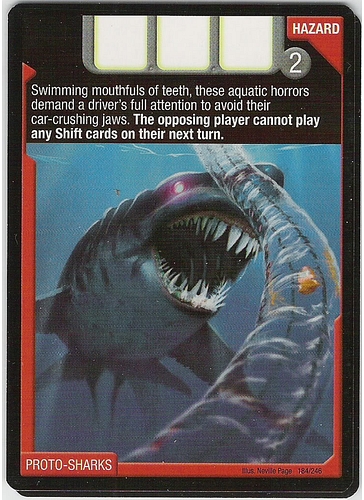 HAZARD
2
Swimming mouthfuls of teeth, these aquatic horrors
demand a driver's full attention to avoid their
car-crushing jaws. The opposing player cannot play
any Shift cards on their next turn.
PROTO-SHARKS
Illus. Neville Page 184/246